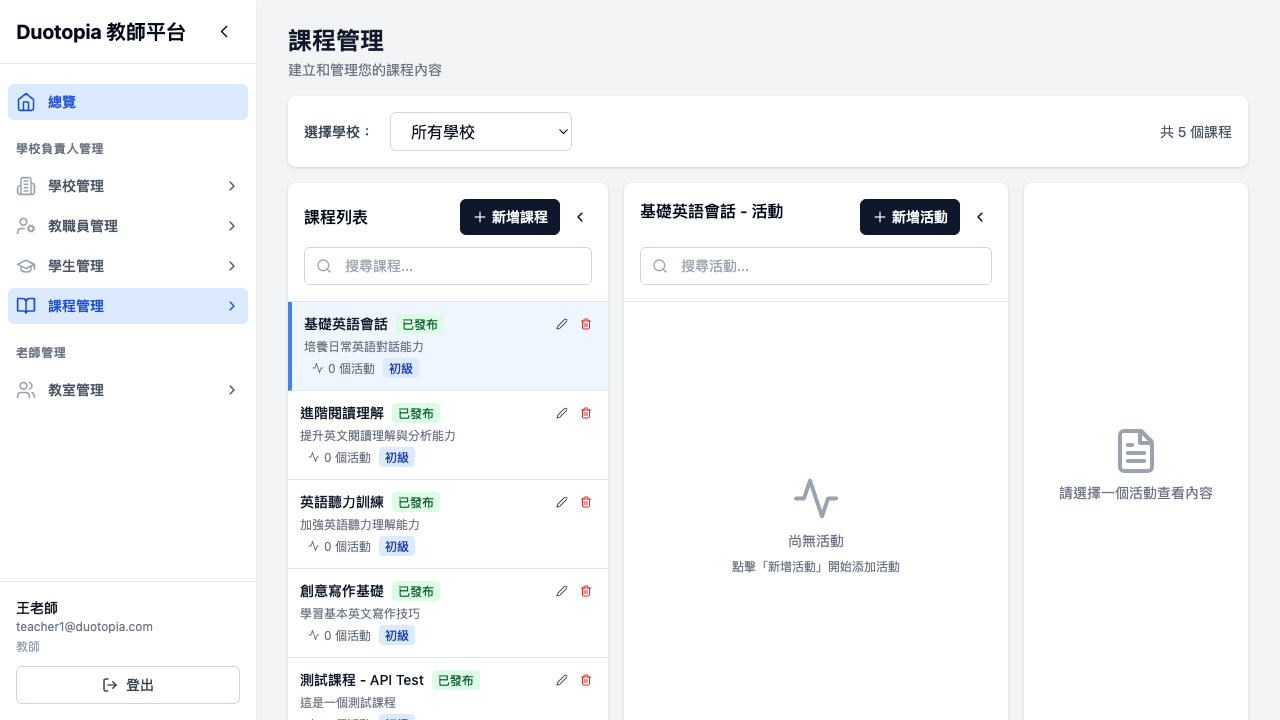 Duotopia 教師平台
總覽
學校負責人管理
學校管理
教職員管理
學生管理
課程管理
老師管理
教室管理
王老師
teacher1@duotopia.com
教師
登出
課程管理
建立和管理您的課程內容
選擇學校：
所有學校
共 5 個課程
課程列表
新增課程
搜尋課程...
基礎英語會話 已發布
培養日常英語對話能力
0 個活動 初級
進階閱讀理解 已發布
提升英文閱讀理解與分析能力
0 個活動 初級
英語聽力訓練 已發布
加強英語聽力理解能力
0 個活動 初級
創意寫作基礎 已發布
學習基本英文寫作技巧
0 個活動 初級
測試課程 - API Test 已發布
這是一個測試課程
基礎英語會話 - 活動
新增活動
搜尋活動...
尚無活動
點擊「新增活動」開始添加活動
請選擇一個活動查看內容